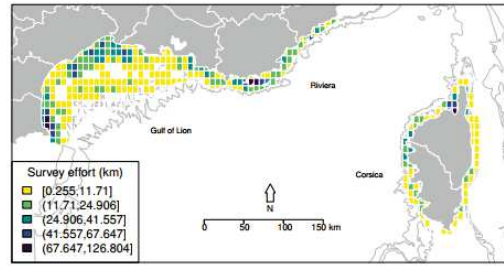 Riviera
Gulf of Lion
Corsica
Survey effort (km)
[0.255,11.71]
(11.71,24.906]
(24.906,41.557]
(41.557,67.647]
(67.647,126.804]
N
0 50 100 150 km